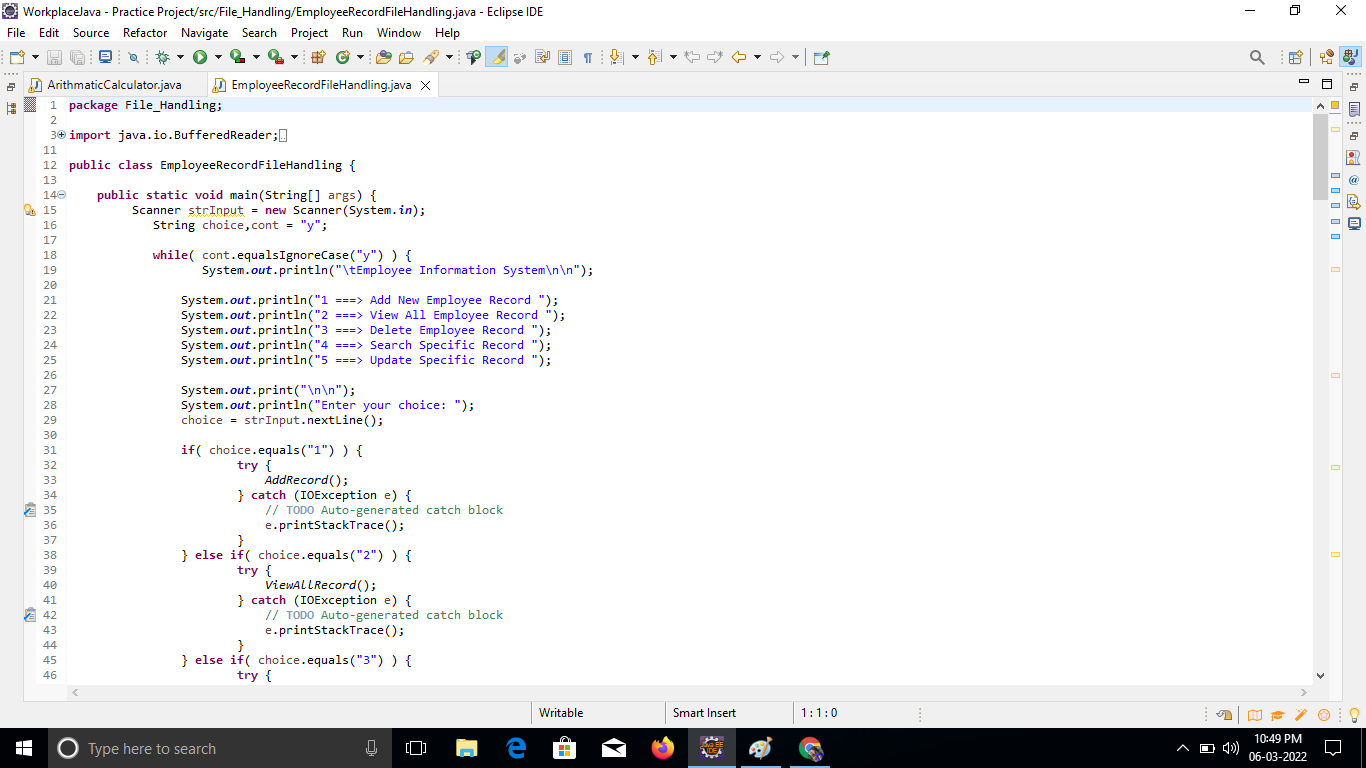 WorkplaceJava - Practice Project/src/File_Handling/EmployeeRecordFileHandling.java - Eclipse IDE
File Edit Source Refactor Navigate Search Project Run Window Help
ArithmaticCalculator.java EmployeeRecordFileHandling.java
1 package File_Handling;
2
3 import java.io.BufferedReader;
11
12 public class EmployeeRecordFileHandling {
13
14 public static void main(String[] args) {
15 Scanner strInput = new Scanner(System.in);
16 String choice,cont = "y";
17
18 while( cont.equalsIgnoreCase("y") ) {
19 System.out.println("\tEmployee Information System\n\n");
20
21 System.out.println("1 ===> Add New Employee Record ");
22 System.out.println("2 ===> View All Employee Record ");
23 System.out.println("3 ===> Delete Employee Record ");
24 System.out.println("4 ===> Search Specific Record ");
25 System.out.println("5 ===> Update Specific Record ");
26
27 System.out.print("\n\n");
28 System.out.println("Enter your choice: ");
29 choice = strInput.nextLine();
30
31 if( choice.equals("1") ) {
32 try {
33 AddRecord();
34 } catch (IOException e) {
35 // TODO Auto-generated catch block
36 e.printStackTrace();
37 }
38 } else if( choice.equals("2") ) {
39 try {
40 ViewAllRecord();
41 } catch (IOException e) {
42 // TODO Auto-generated catch block
43 e.printStackTrace();
44 }
45 } else if( choice.equals("3") ) {
46 try {
Writable Smart Insert 1 : 1 : 0
Type here to search
10:49 PM
06-03-2022